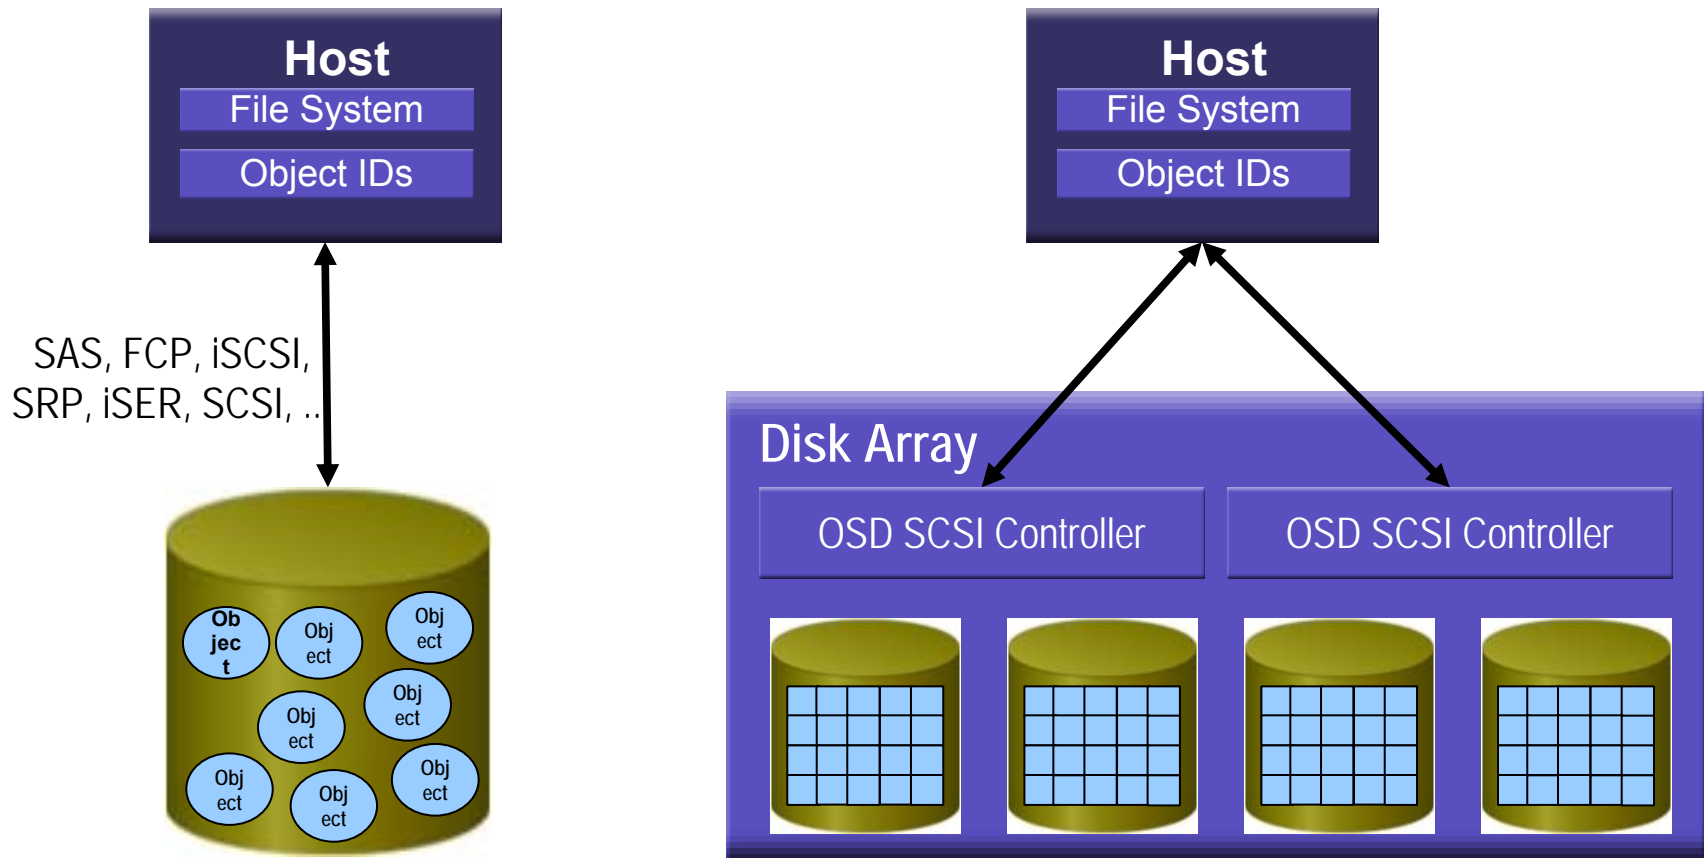 Host
File System
Object IDs
SAS, FCP, iSCSI,
SRP, iSER, SCSI, ..
Ob
jec
t
Obj
ect
Obj
ect
Obj
ect
Obj
ect
Obj
ect
Obj
ect
Obj
ect
Host
File System
Object IDs
Disk Array
OSD SCSI Controller
OSD SCSI Controller